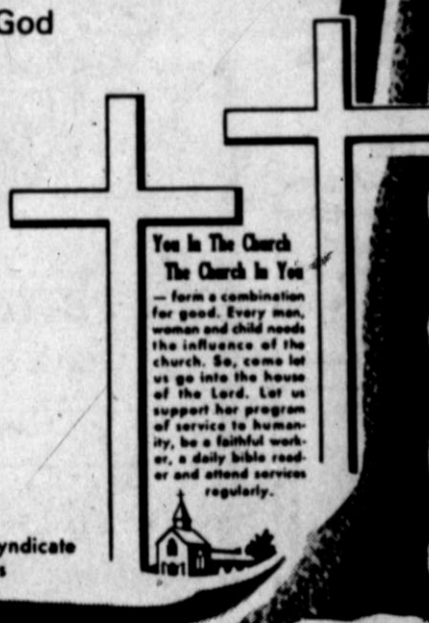 God
You In The Church
The Church In You
— form a combination
for good. Every man,
woman and child needs
the influence of the
church. So, come let
us go into the house
of the Lord. Let us
support her program
of service to human-
ity, be a faithful work-
er, a daily bible read-
er and attend services
regularly.
yndicate
s